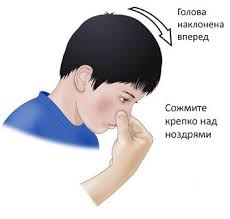 Голова
наклонена
вперед
Сожмите
крепко над
ноздрями